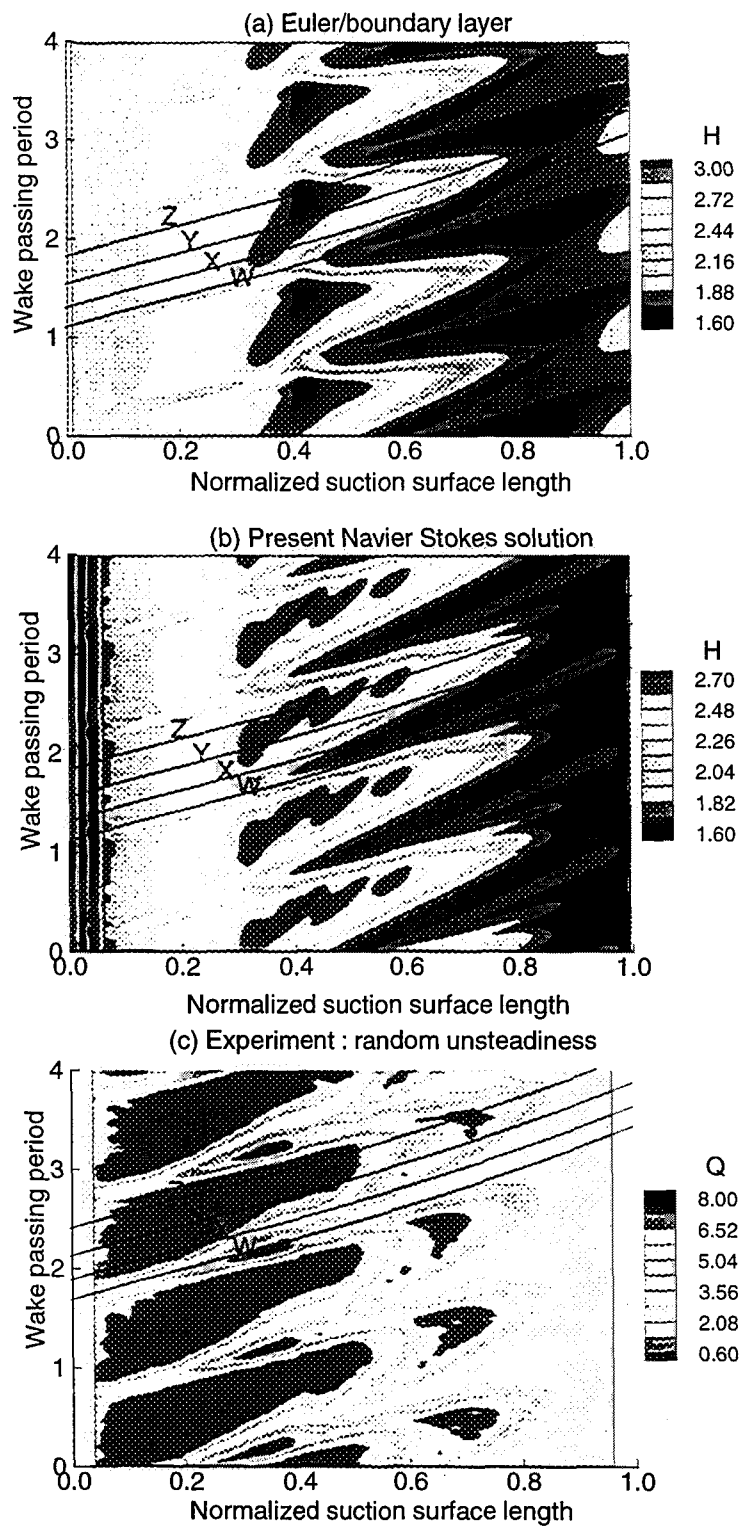 (a) Euler/boundary layer
Wake passing period
4
3
2
1
0
Z
Y
X
W
H
3.00
2.72
2.44
2.16
1.88
1.60
0.0 0.2 0.4 0.6 0.8 1.0
Normalized suction surface length
(b) Present Navier Stokes solution
Wake passing period
4
3
2
1
0
Z
Y
X
W
H
2.70
2.48
2.26
2.04
1.82
1.60
0.0 0.2 0.4 0.6 0.8 1.0
Normalized suction surface length
(c) Experiment : random unsteadiness
Wake passing period
4
3
2
1
0
W
Q
8.00
6.52
5.04
3.56
2.08
0.60
0.0 0.2 0.4 0.6 0.8 1.0
Normalized suction surface length